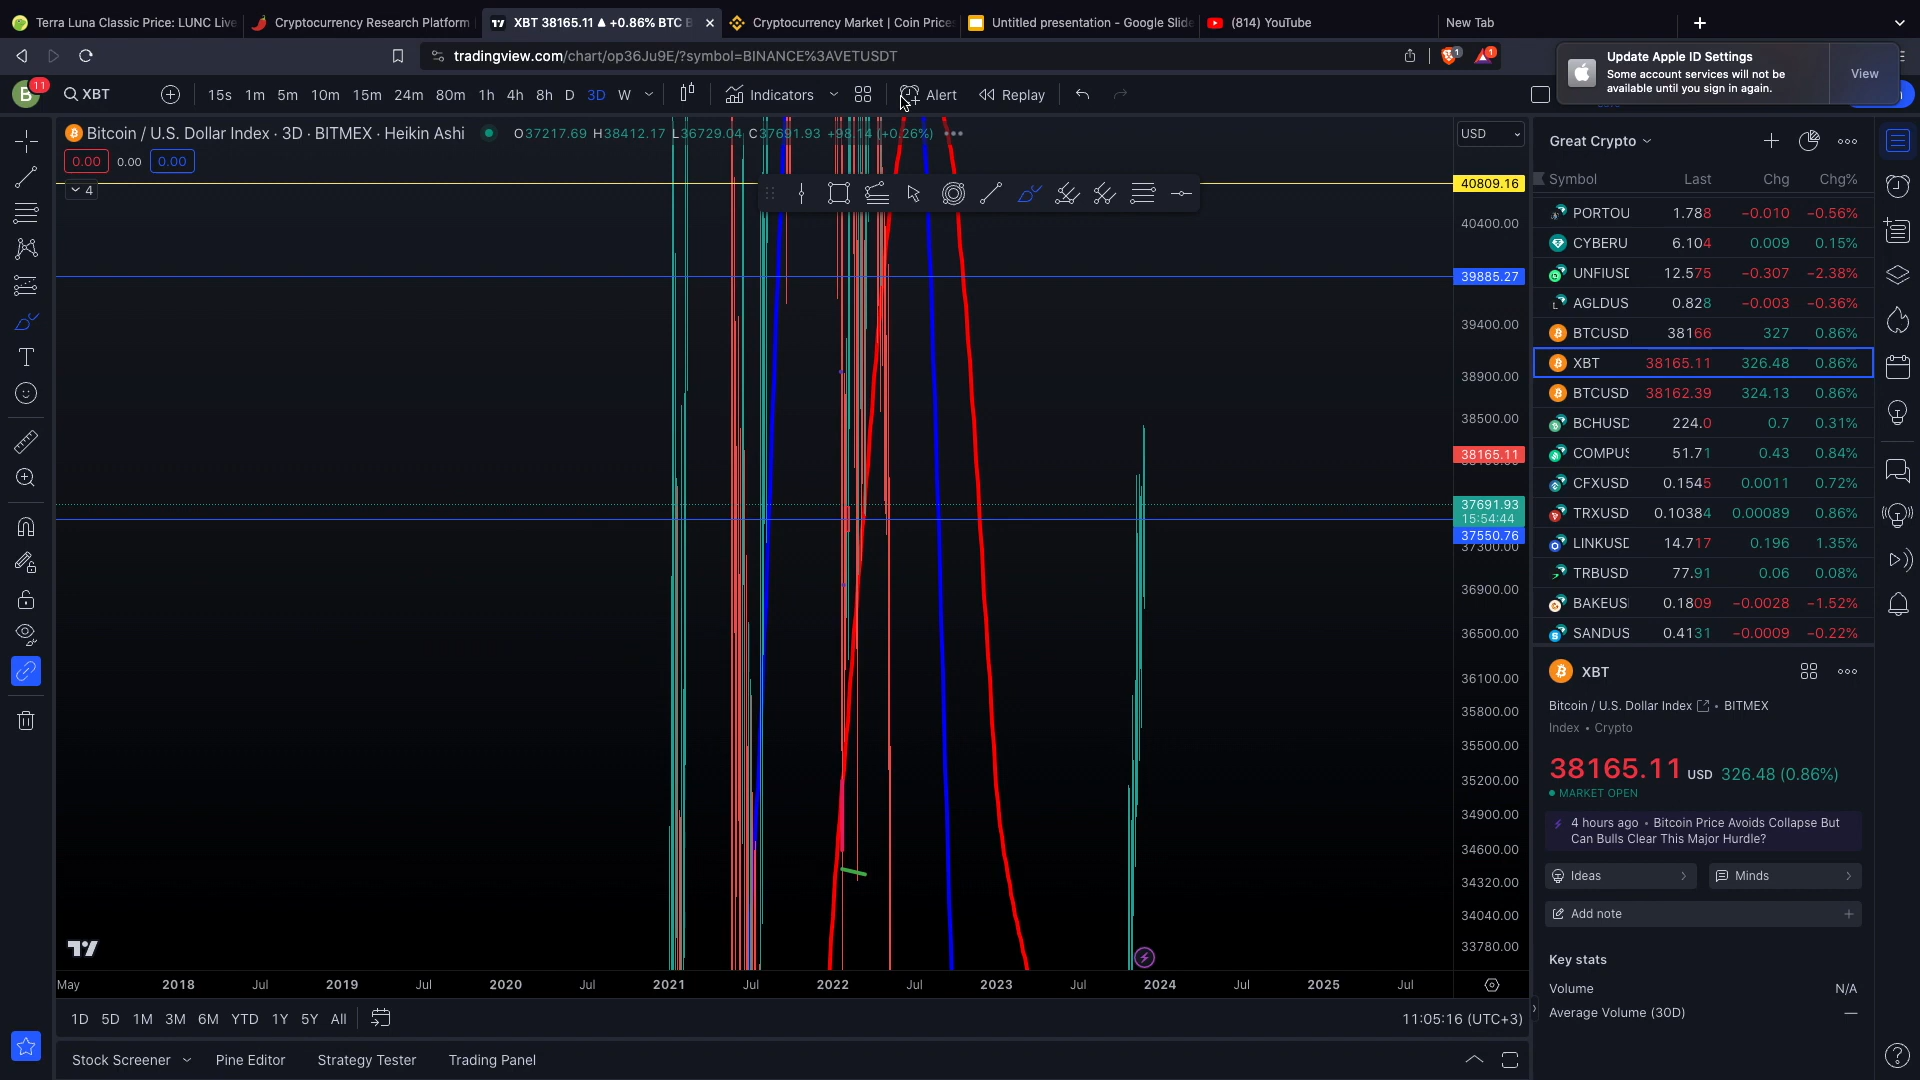 Terra Luna Classic Price: LUNC Live
Cryptocurrency Research Platform
XBT 38165.11 ▲ +0.86% BTC B
Cryptocurrency Market | Coin Prices
Untitled presentation - Google Slide
(814) YouTube
New Tab
tradingview.com/chart/op36Ju9E/?symbol=BINANCE%3AVETUSDT
1
1
Update Apple ID Settings
Some account services will not be
available until you sign in again.
View
B
11
XBT
15s 1m 5m 10m 15m 24m 80m 1h 4h 8h D 3D W
Indicators
Alert
Replay
Bitcoin / U.S. Dollar Index · 3D · BITMEX · Heikin Ashi
O37217.69 H38412.17 L36729.04 C37691.93 +98.14 (+0.26%)
0.00 0.00 0.00
4
USD
40809.16
40400.00
39885.27
39400.00
38900.00
38500.00
38165.11
37691.93
15:54:44
37550.76
37300.00
36900.00
36500.00
36100.00
35800.00
35500.00
35200.00
34900.00
34600.00
34320.00
34040.00
33780.00
May 2018 Jul 2019 Jul 2020 Jul 2021 Jul 2022 Jul 2023 Jul 2024 Jul 2025 Jul
1D 5D 1M 3M 6M YTD 1Y 5Y All
11:05:16 (UTC+3)
Stock Screener
Pine Editor
Strategy Tester
Trading Panel
Great Crypto
Symbol Last Chg Chg%
PORTOU 1.788 −0.010 −0.56%
CYBERU 6.104 0.009 0.15%
UNFIUSD 12.575 −0.307 −2.38%
AGLDUS 0.828 −0.003 −0.36%
BTCUSD 38166 327 0.86%
XBT 38165.11 326.48 0.86%
BTCUSD 38162.39 324.13 0.86%
BCHUSD 224.0 0.7 0.31%
COMPUS 51.71 0.43 0.84%
CFXUSD 0.1545 0.0011 0.72%
TRXUSD 0.10384 0.00089 0.86%
LINKUSD 14.717 0.196 1.35%
TRBUSD 77.91 0.06 0.08%
BAKEUS 0.1809 −0.0028 −1.52%
SANDUS 0.4131 −0.0009 −0.22%
XBT
Bitcoin / U.S. Dollar Index • BITMEX
Index • Crypto
38165.11 USD 326.48 (0.86%)
MARKET OPEN
4 hours ago • Bitcoin Price Avoids Collapse But
Can Bulls Clear This Major Hurdle?
Ideas
Minds
Add note
Key stats
Volume N/A
Average Volume (30D) —